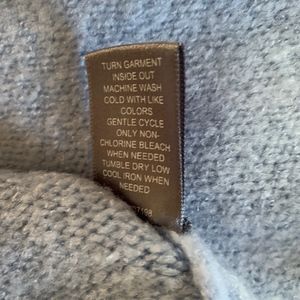 TURN GARMENT
INSIDE OUT
MACHINE WASH
COLD WITH LIKE
COLORS
GENTLE CYCLE
ONLY NON-
CHLORINE BLEACH
WHEN NEEDED
TUMBLE DRY LOW
COOL IRON WHEN
NEEDED